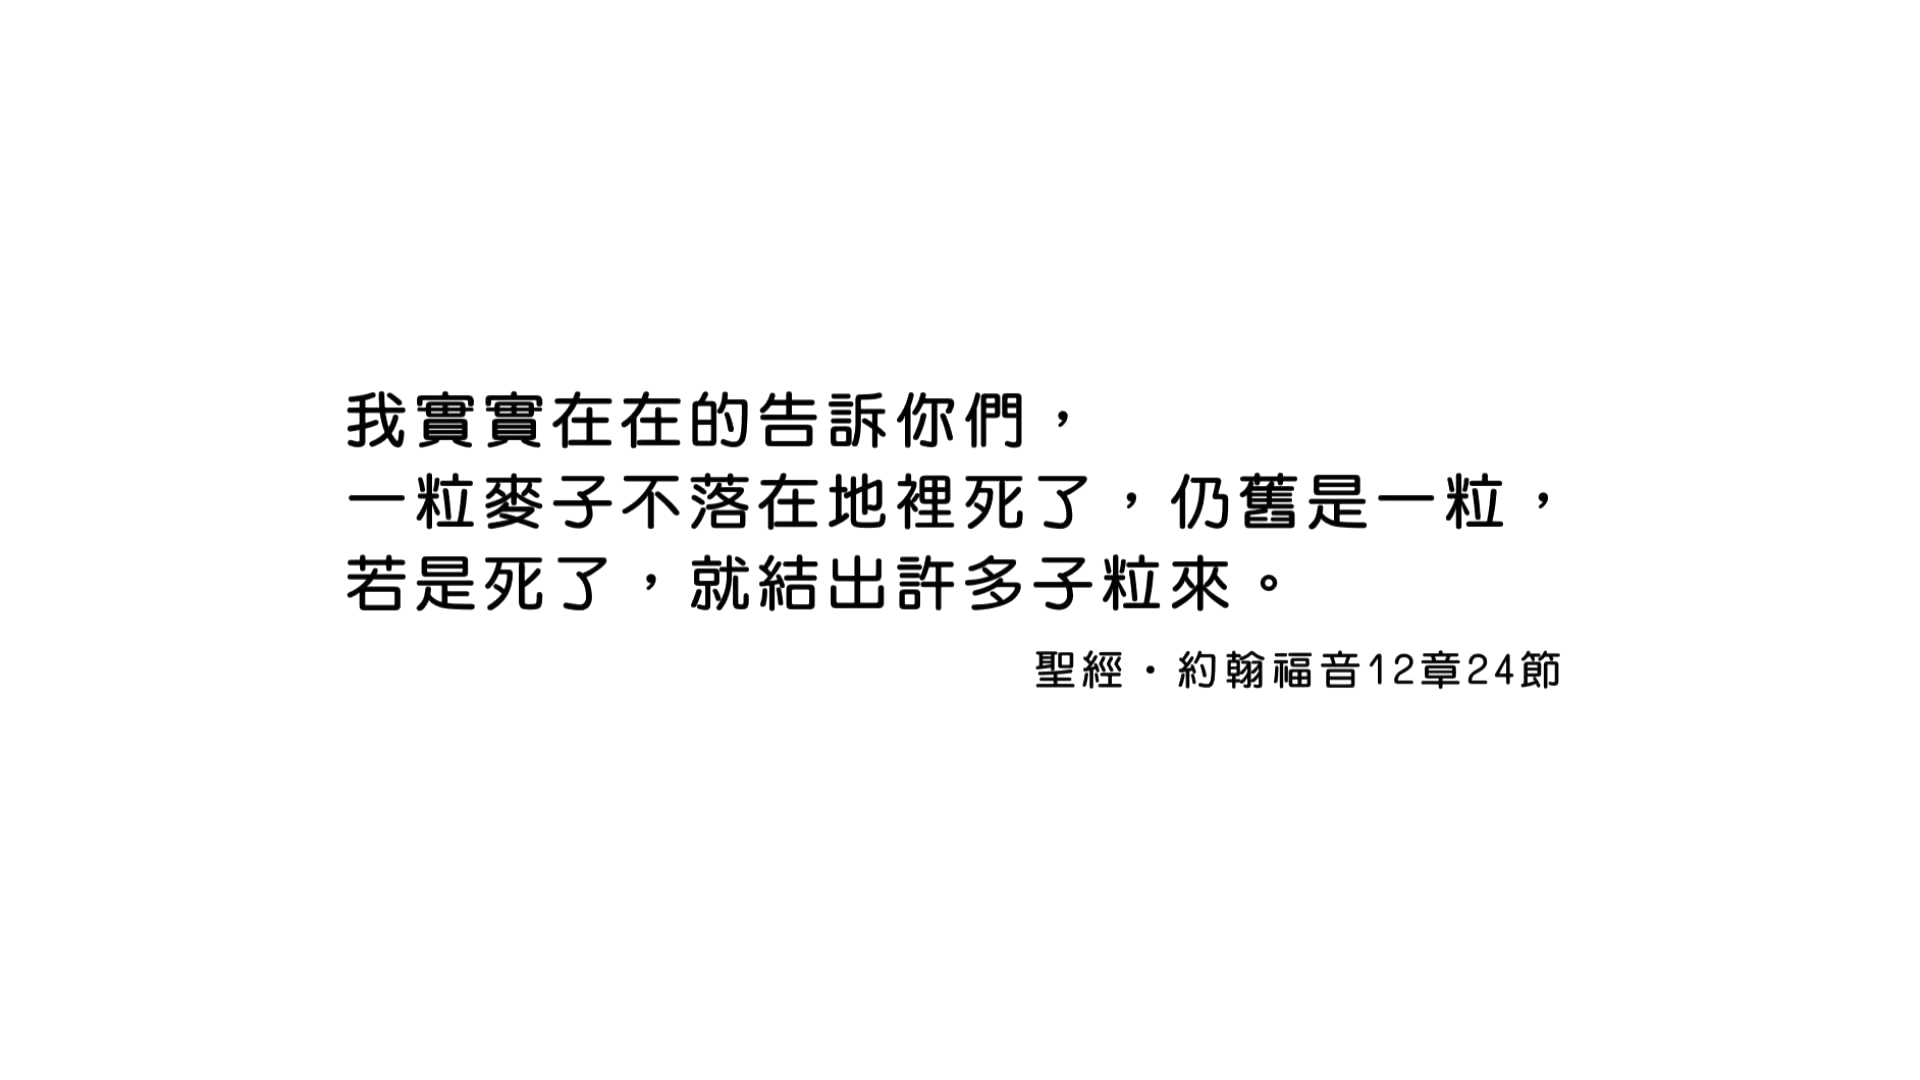 我實實在在的告訴你們，
一粒麥子不落在地裡死了，仍舊是一粒，
若是死了，就結出許多子粒來。
聖經・約翰福音12章24節